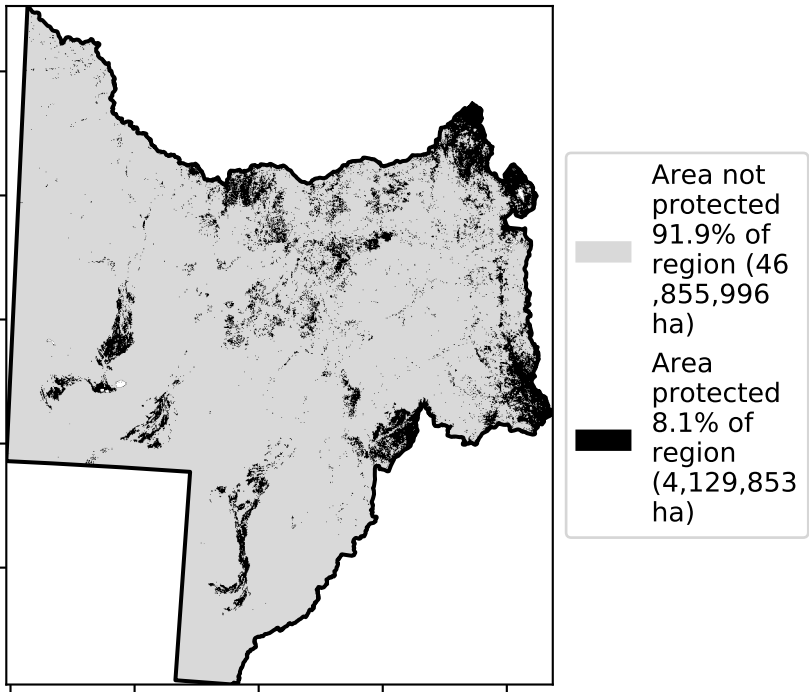 Area not
protected
91.9% of
region (46
,855,996
ha)
Area
protected
8.1% of
region
(4,129,853
ha)